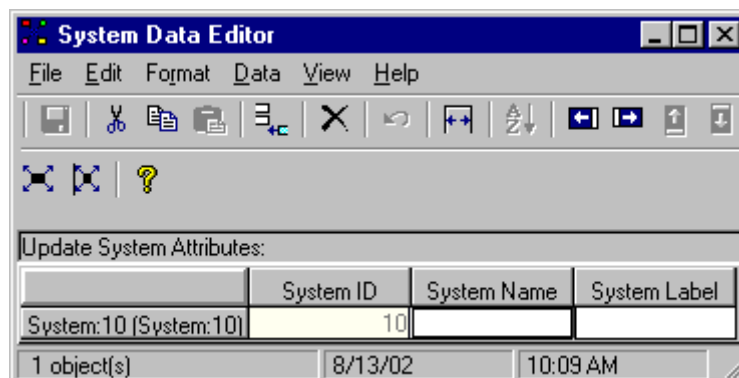 System Data Editor
File Edit Format Data View Help
Update System Attributes:
System ID System Name System Label
System:10 (System:10) 10
1 object(s) 8/13/02 10:09 AM